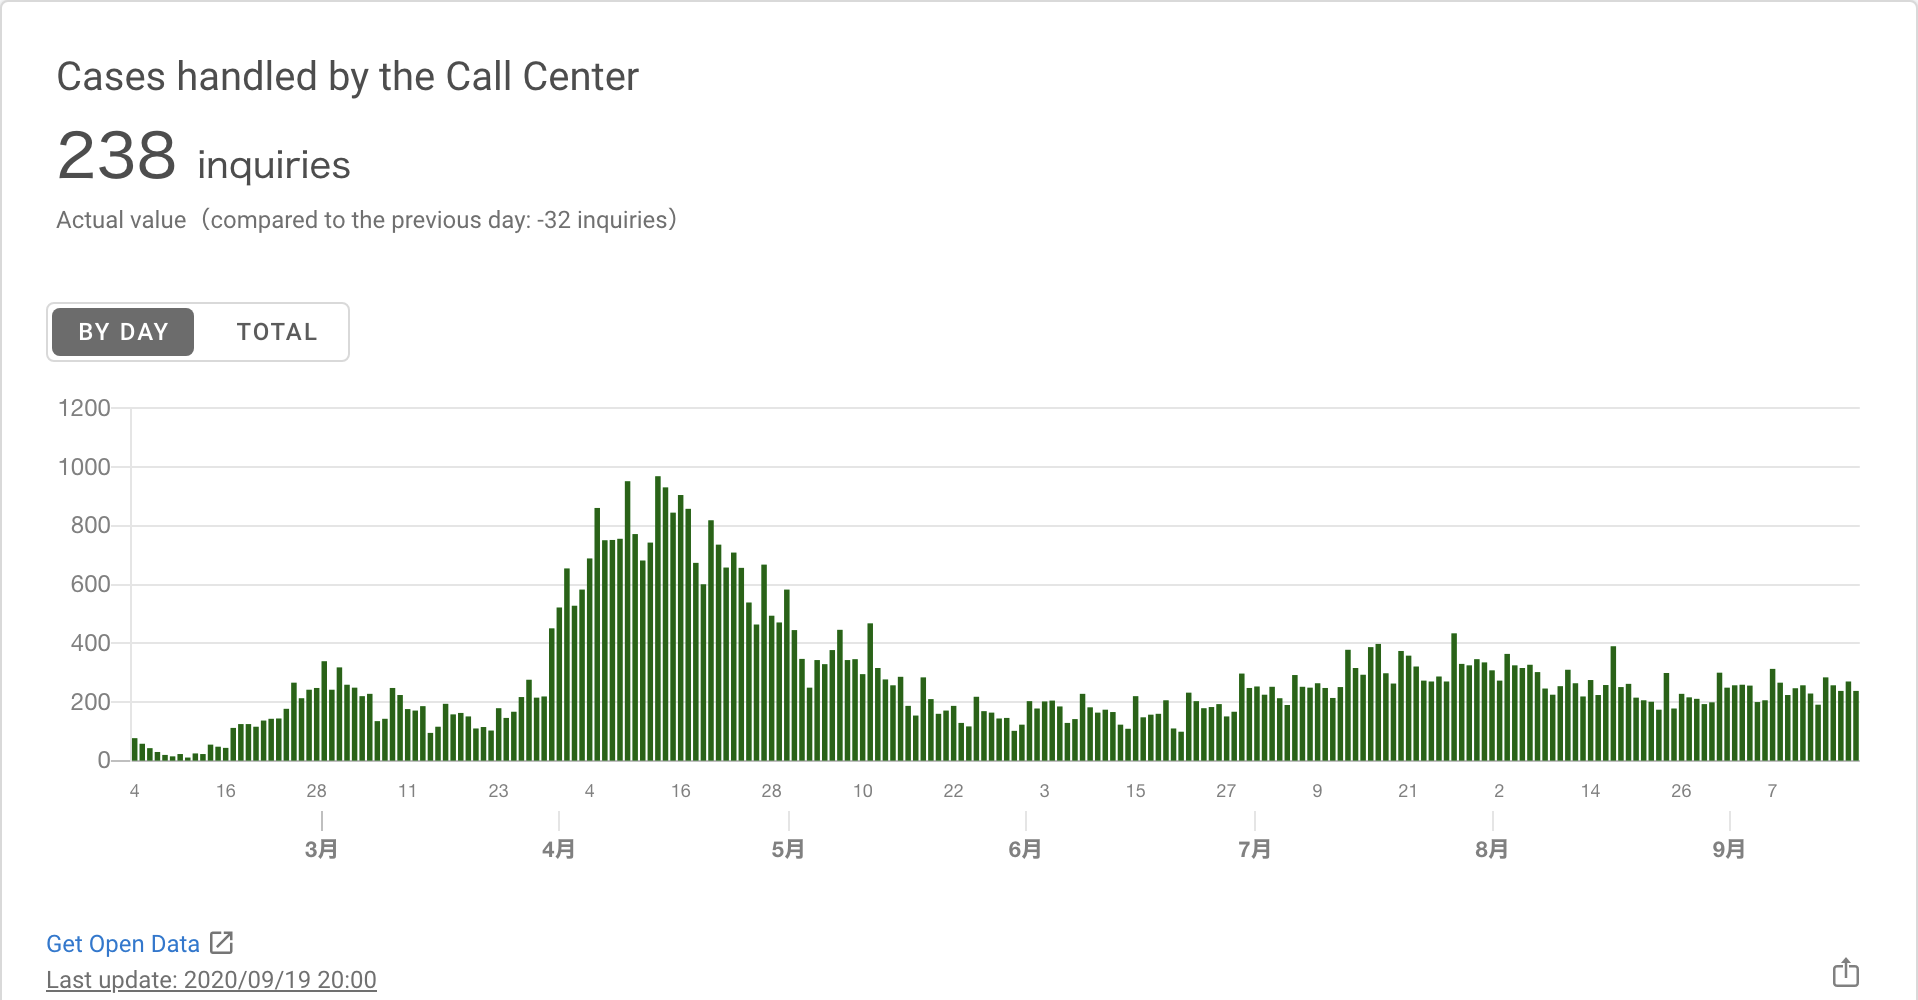 Cases handled by the Call Center
238 inquiries
Actual value（compared to the previous day: -32 inquiries）
BY DAY TOTAL
1200
1000
800
600
400
200
0
4 16 28 11 23 4 16 28 10 22 3 15 27 9 21 2 14 26 7
3月 4月 5月 6月 7月 8月 9月
Get Open Data
Last update: 2020/09/19 20:00